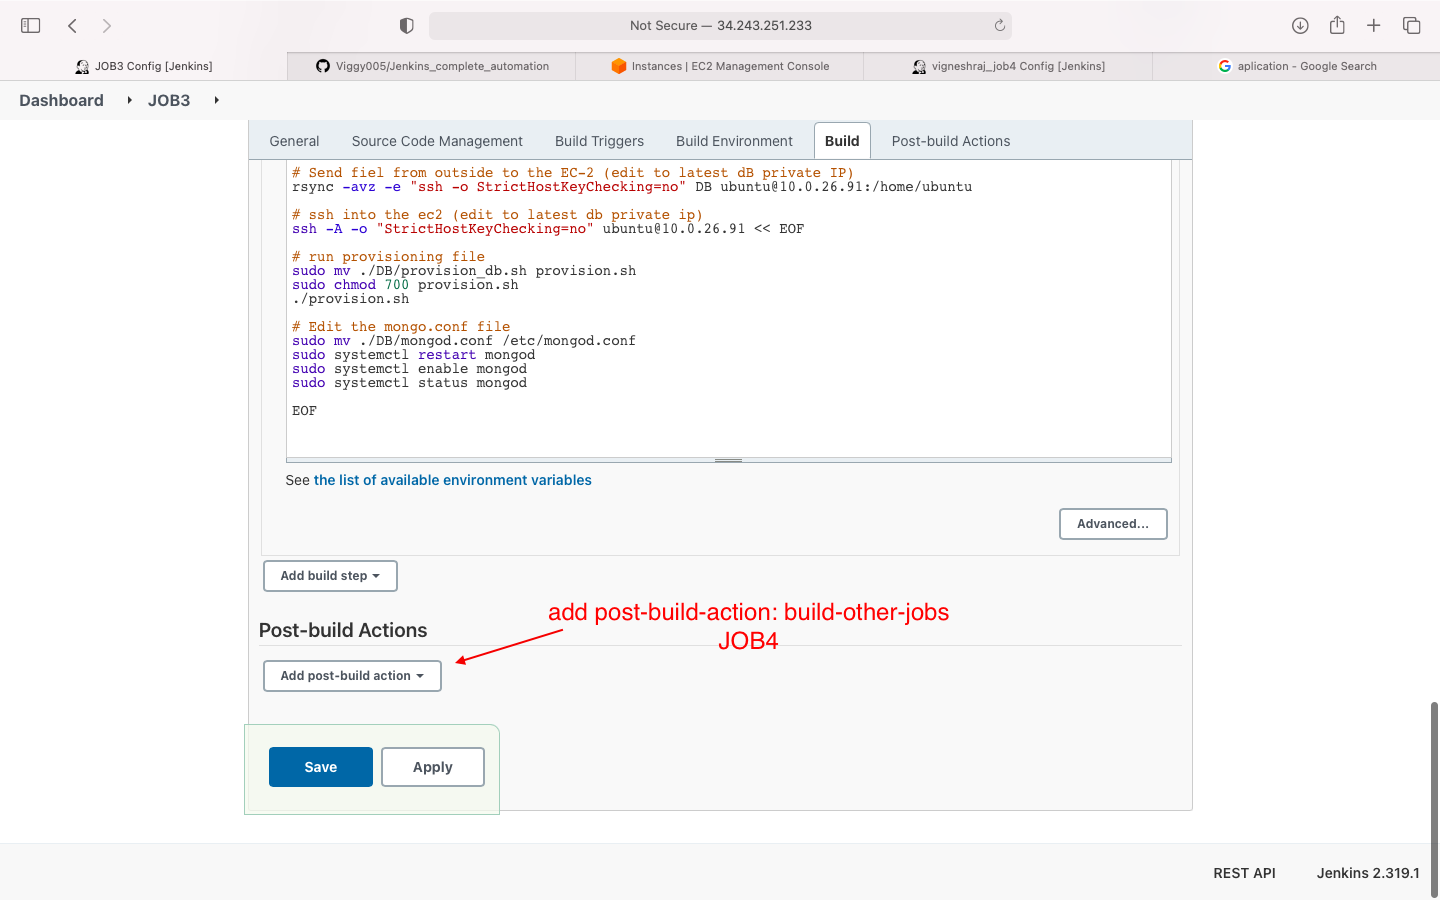 Not Secure — 34.243.251.233
JOB3 Config [Jenkins]
Viggy005/Jenkins_complete_automation
Instances | EC2 Management Console
vigneshraj_job4 Config [Jenkins]
aplication - Google Search
Dashboard
JOB3
General
Source Code Management
Build Triggers
Build Environment
Build
Post-build Actions
# Send fiel from outside to the EC-2 (edit to latest dB private IP)
rsync -avz -e "ssh -o StrictHostKeyChecking=no" DB ubuntu@10.0.26.91:/home/ubuntu
# ssh into the ec2 (edit to latest db private ip)
ssh -A -o "StrictHostKeyChecking=no" ubuntu@10.0.26.91 << EOF
# run provisioning file
sudo mv ./DB/provision_db.sh provision.sh
sudo chmod 700 provision.sh
./provision.sh
# Edit the mongo.conf file
sudo mv ./DB/mongod.conf /etc/mongod.conf
sudo systemctl restart mongod
sudo systemctl enable mongod
sudo systemctl status mongod
EOF
See the list of available environment variables
Advanced...
Add build step
add post-build-action: build-other-jobs
JOB4
Post-build Actions
Add post-build action
Save
Apply
REST API
Jenkins 2.319.1